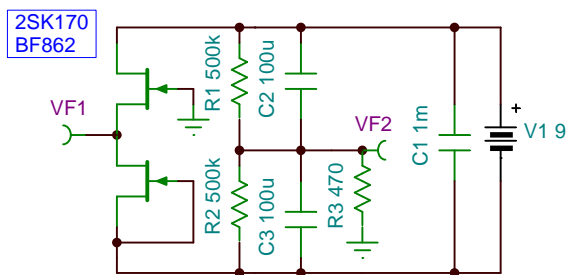 2SK170
BF862
VF1
R1 500k
C2 100u
VF2
R2 500k
C3 100u
R3 470
C1 1m
+
V1 9